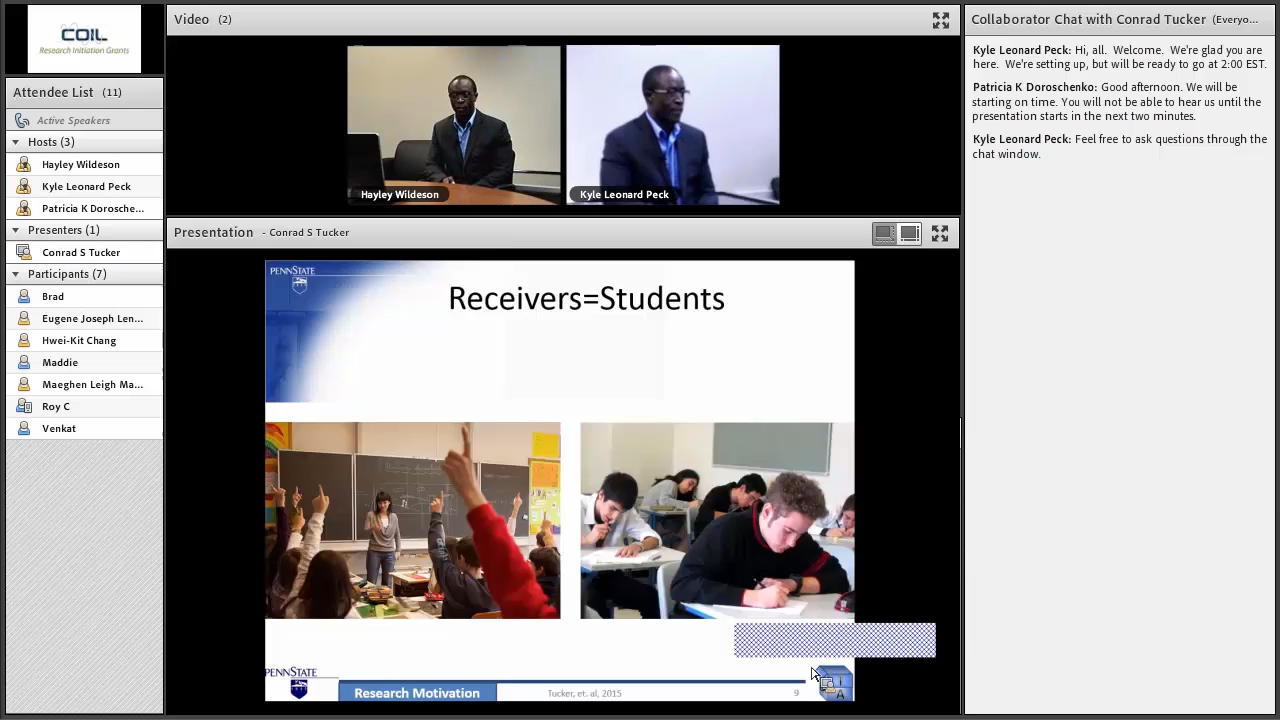 COIL
Research Initiation Grants
Attendee List (11)
Active Speakers
Hosts (3)
Hayley Wildeson
Kyle Leonard Peck
Patricia K Dorosche...
Presenters (1)
Conrad S Tucker
Participants (7)
Brad
Eugene Joseph Len...
Hwei-Kit Chang
Maddie
Maeghen Leigh Ma...
Roy C
Venkat
Video (2)
Hayley Wildeson
Kyle Leonard Peck
Presentation - Conrad S Tucker
PENNSTATE
Receivers=Students
PENNSTATE
Research Motivation
Tucker, et. al, 2015
9
I
A
Collaborator Chat with Conrad Tucker (Everyo...
Kyle Leonard Peck: Hi, all. Welcome. We're glad you are
here. We're setting up, but will be ready to go at 2:00 EST.
Patricia K Doroschenko: Good afternoon. We will be
starting on time. You will not be able to hear us until the
presentation starts in the next two minutes.
Kyle Leonard Peck: Feel free to ask questions through the
chat window.